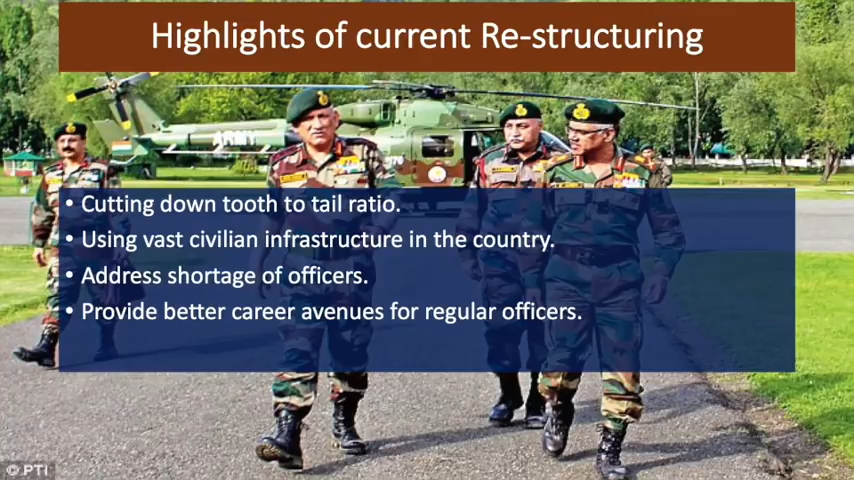 Highlights of current Re-structuring
ARMY
• Cutting down tooth to tail ratio.
• Using vast civilian infrastructure in the country.
• Address shortage of officers.
• Provide better career avenues for regular officers.
© PTI